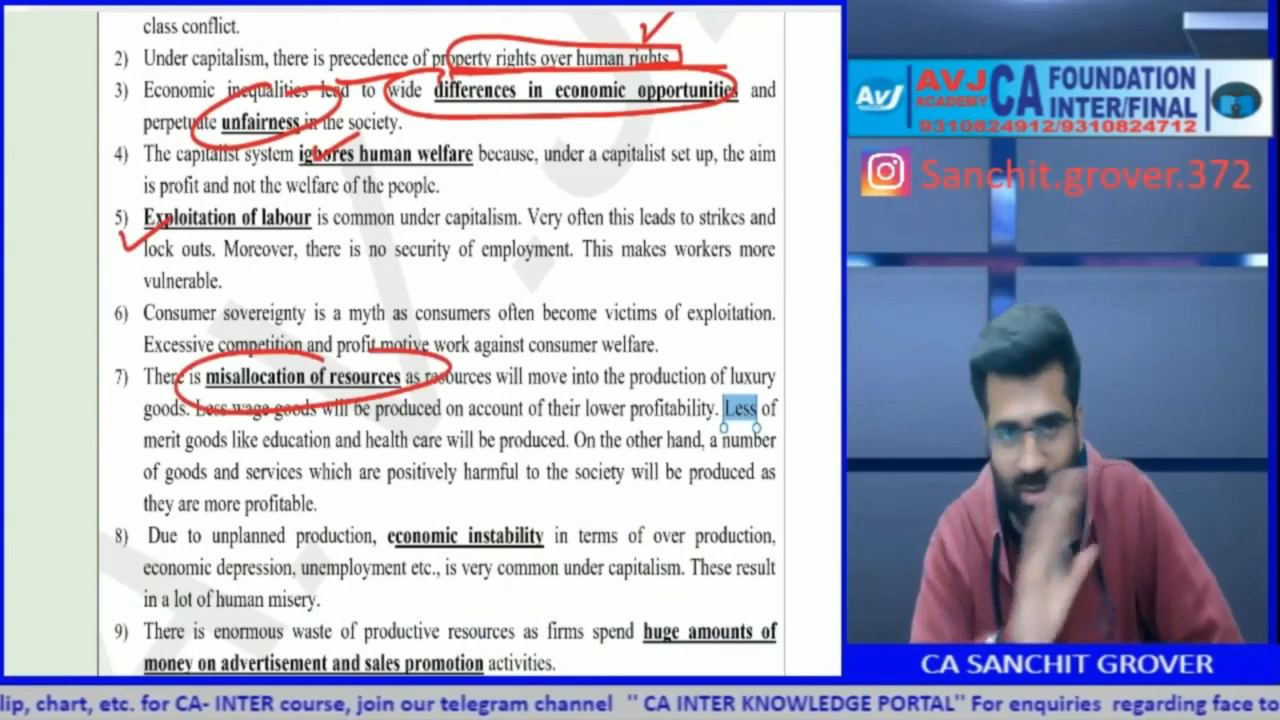 class conflict.
2) Under capitalism, there is precedence of property rights over human rights.
3) Economic inequalities lead to wide differences in economic opportunities and
perpetuate unfairness in the society.
4) The capitalist system ignores human welfare because, under a capitalist set up, the aim
is profit and not the welfare of the people.
5) Exploitation of labour is common under capitalism. Very often this leads to strikes and
lock outs. Moreover, there is no security of employment. This makes workers more
vulnerable.
6) Consumer sovereignty is a myth as consumers often become victims of exploitation.
Excessive competition and profit motive work against consumer welfare.
7) There is misallocation of resources as resources will move into the production of luxury
goods. Less wage goods will be produced on account of their lower profitability. Less of
merit goods like education and health care will be produced. On the other hand, a number
of goods and services which are positively harmful to the society will be produced as
they are more profitable.
8) Due to unplanned production, economic instability in terms of over production,
economic depression, unemployment etc., is very common under capitalism. These result
in a lot of human misery.
9) There is enormous waste of productive resources as firms spend huge amounts of
money on advertisement and sales promotion activities.
AVJ
AVJ
ACADEMY
CA
FOUNDATION
INTER/FINAL
9310824912/9310824712
Sanchit.grover.372
CA SANCHIT GROVER
lip, chart, etc. for CA- INTER course, join our telegram channel " CA INTER KNOWLEDGE PORTAL" For enquiries regarding face to